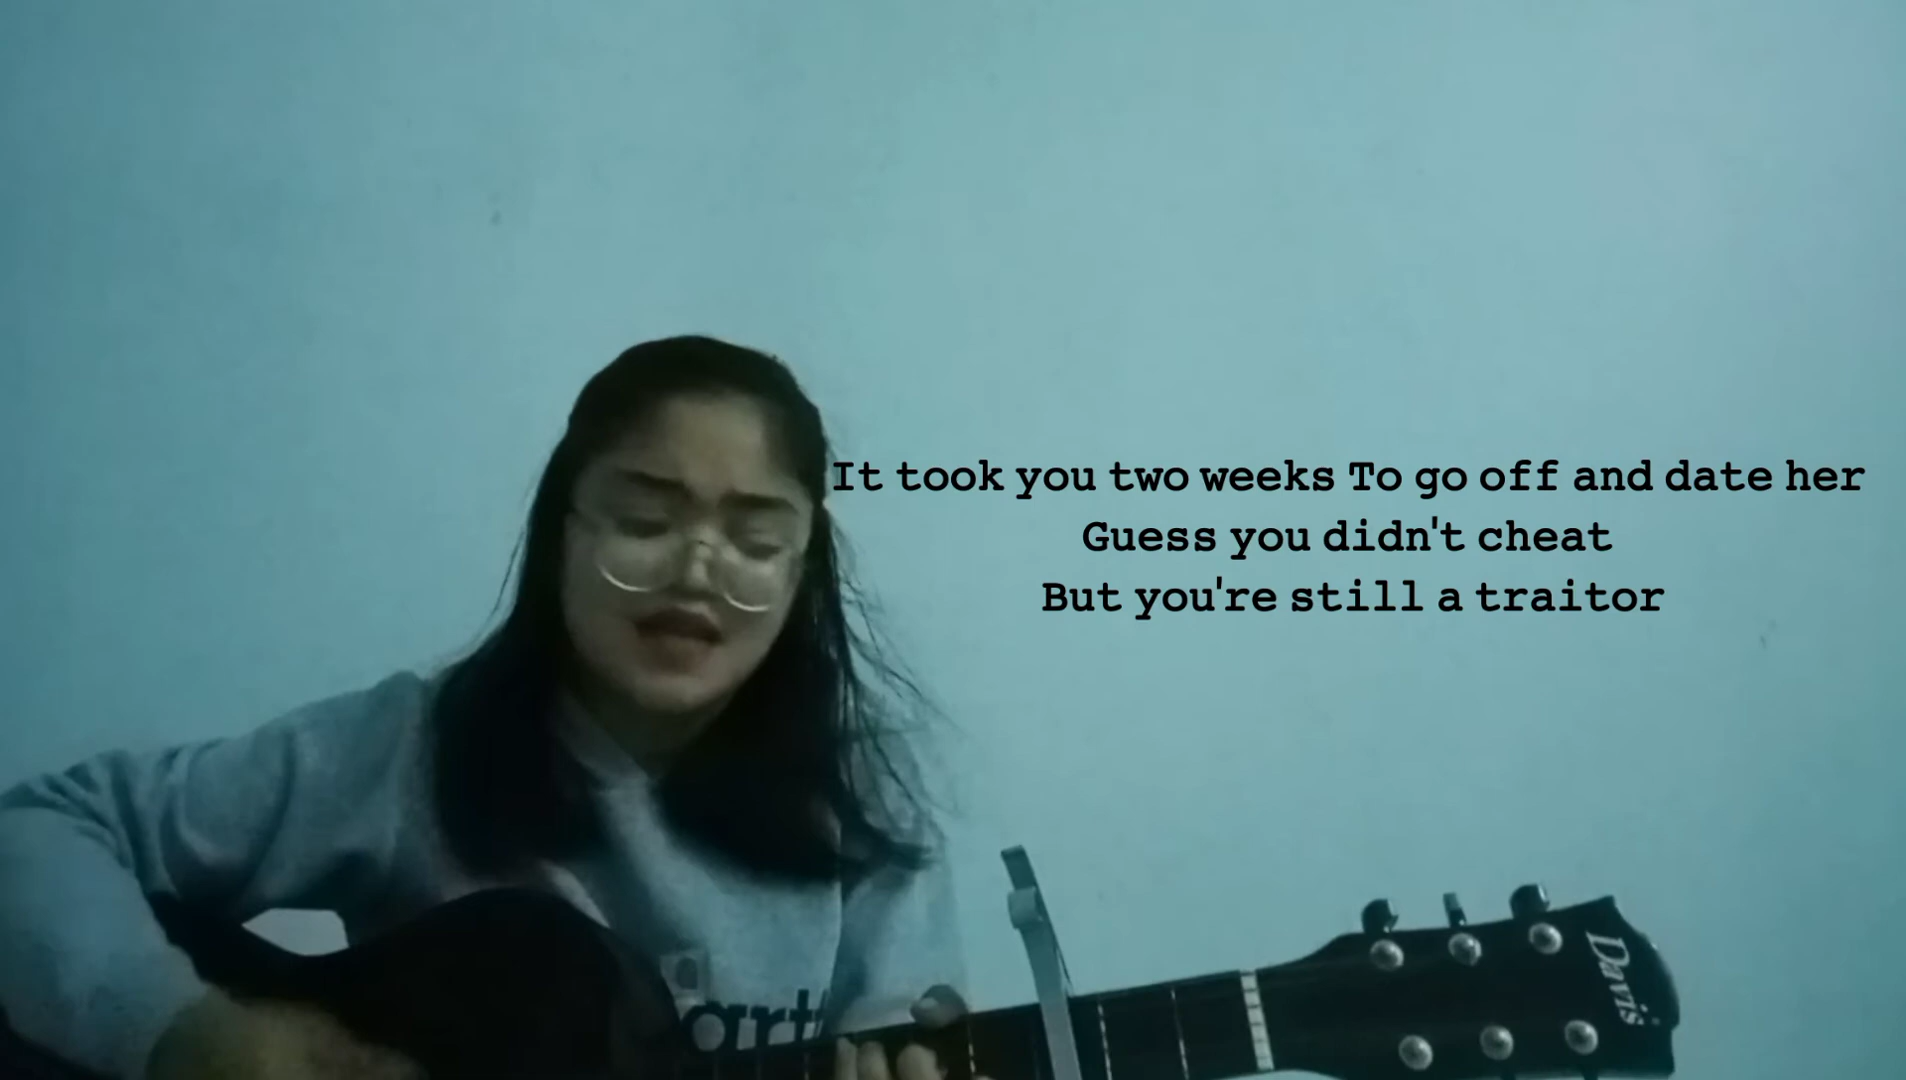 It took you two weeks To go off and date her
Guess you didn't cheat
But you're still a traitor
Davis